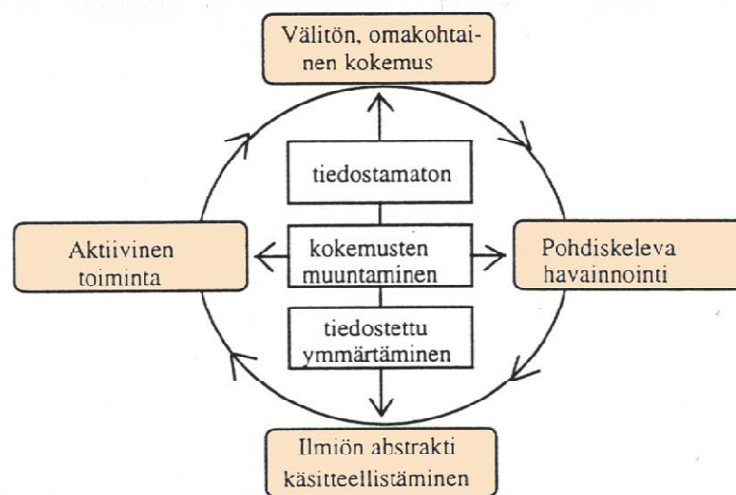 Välitön, omakohtai-
nen kokemus
tiedostamaton
Aktiivinen
toiminta
kokemusten
muuntaminen
Pohdiskeleva
havainnointi
tiedostettu
ymmärtäminen
Ilmiön abstrakti
käsitteellistäminen